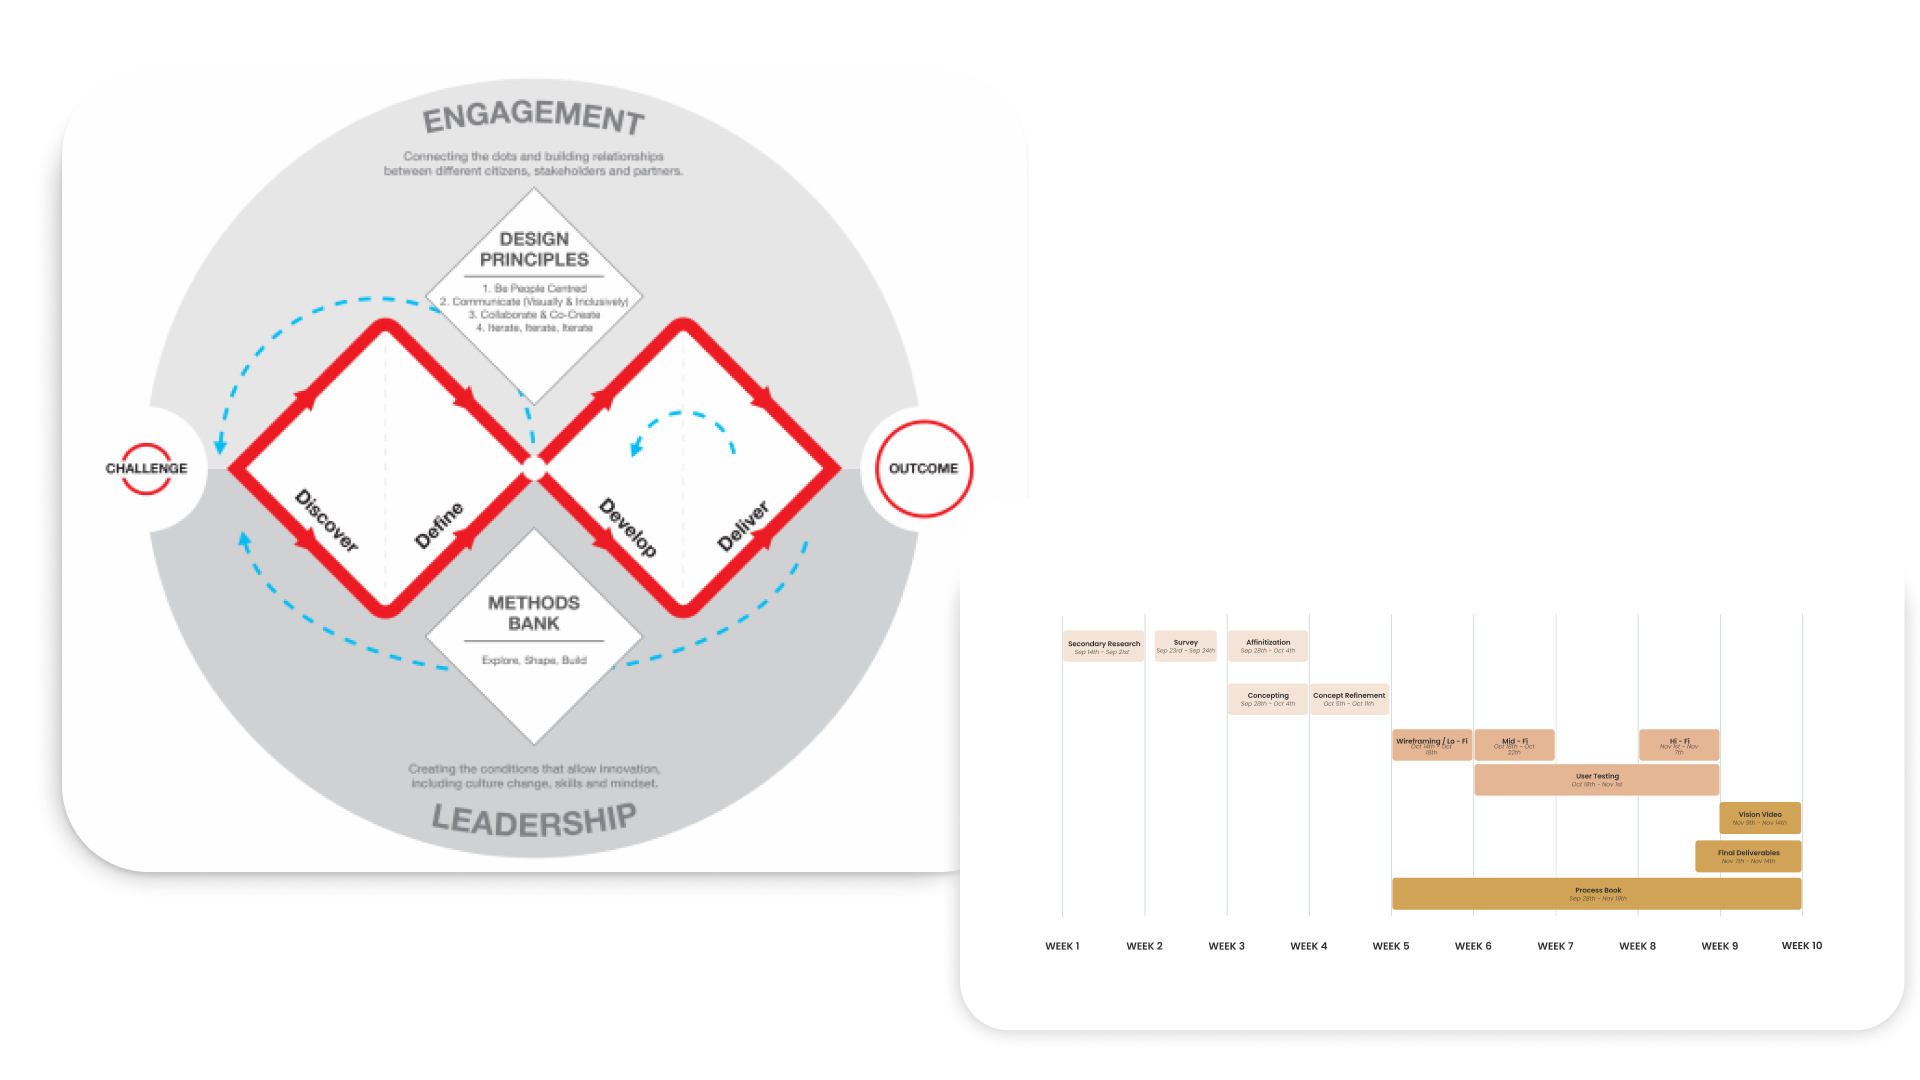 ENGAGEMENT
Connecting the dots and building relationships
between different citizens, stakeholders and partners.
DESIGN
PRINCIPLES
1. Be People Centred
2. Communicate (Visually & Inclusively)
3. Collaborate & Co-Create
4. Iterate, Iterate, Iterate
CHALLENGE
Discover
Define
Develop
Deliver
OUTCOME
METHODS
BANK
Explore, Shape, Build
Creating the conditions that allow innovation,
including culture change, skills and mindset.
LEADERSHIP
Secondary Research
Sep 14th - Sep 21st
Survey
Sep 23rd - Sep 24th
Affinitization
Sep 28th - Oct 4th
Concepting
Sep 28th - Oct 4th
Concept Refinement
Oct 5th - Oct 11th
Wireframing / Lo - Fi
Oct 14th - Oct
18th
Mid - Fi
Oct 18th - Oct
22th
Hi - Fi
Nov 1st - Nov
7th
User Testing
Oct 18th - Nov 1st
Vision Video
Nov 9th - Nov 14th
Final Deliverables
Nov 7th - Nov 14th
Process Book
Sep 28th - Nov 18th
WEEK 1
WEEK 2
WEEK 3
WEEK 4
WEEK 5
WEEK 6
WEEK 7
WEEK 8
WEEK 9
WEEK 10